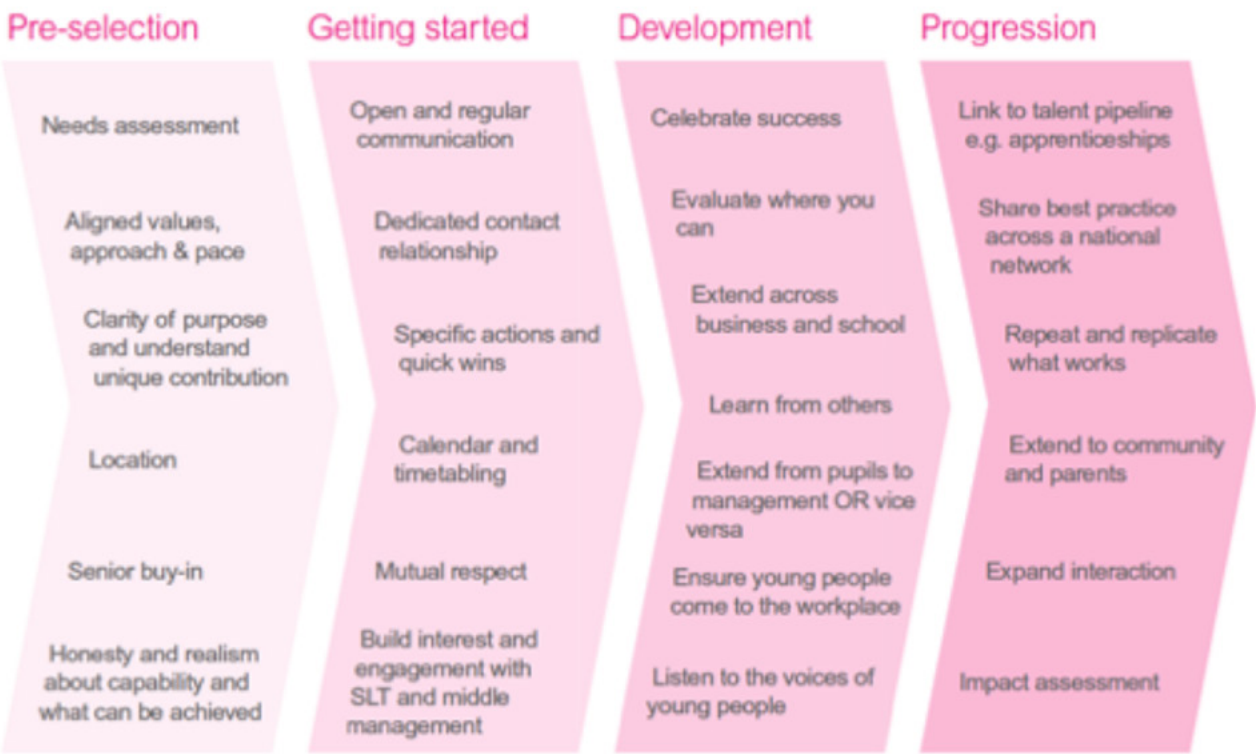 Pre-selection
Needs assessment
Aligned values,
approach & pace
Clarity of purpose
and understand
unique contribution
Location
Senior buy-in
Honesty and realism
about capability and
what can be achieved
Getting started
Open and regular
communication
Dedicated contact
relationship
Specific actions and
quick wins
Calendar and
timetabling
Mutual respect
Build interest and
engagement with
SLT and middle
management
Development
Celebrate success
Evaluate where you
can
Extend across
business and school
Learn from others
Extend from pupils to
management OR vice
versa
Ensure young people
come to the workplace
Listen to the voices of
young people
Progression
Link to talent pipeline
e.g. apprenticeships
Share best practice
across a national
network
Repeat and replicate
what works
Extend to community
and parents
Expand interaction
Impact assessment